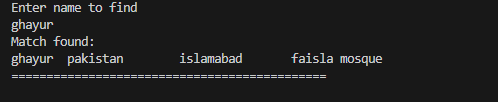 Enter name to find
ghayur
Match found:
ghayur  pakistan        islamabad       faisla mosque
=============================================